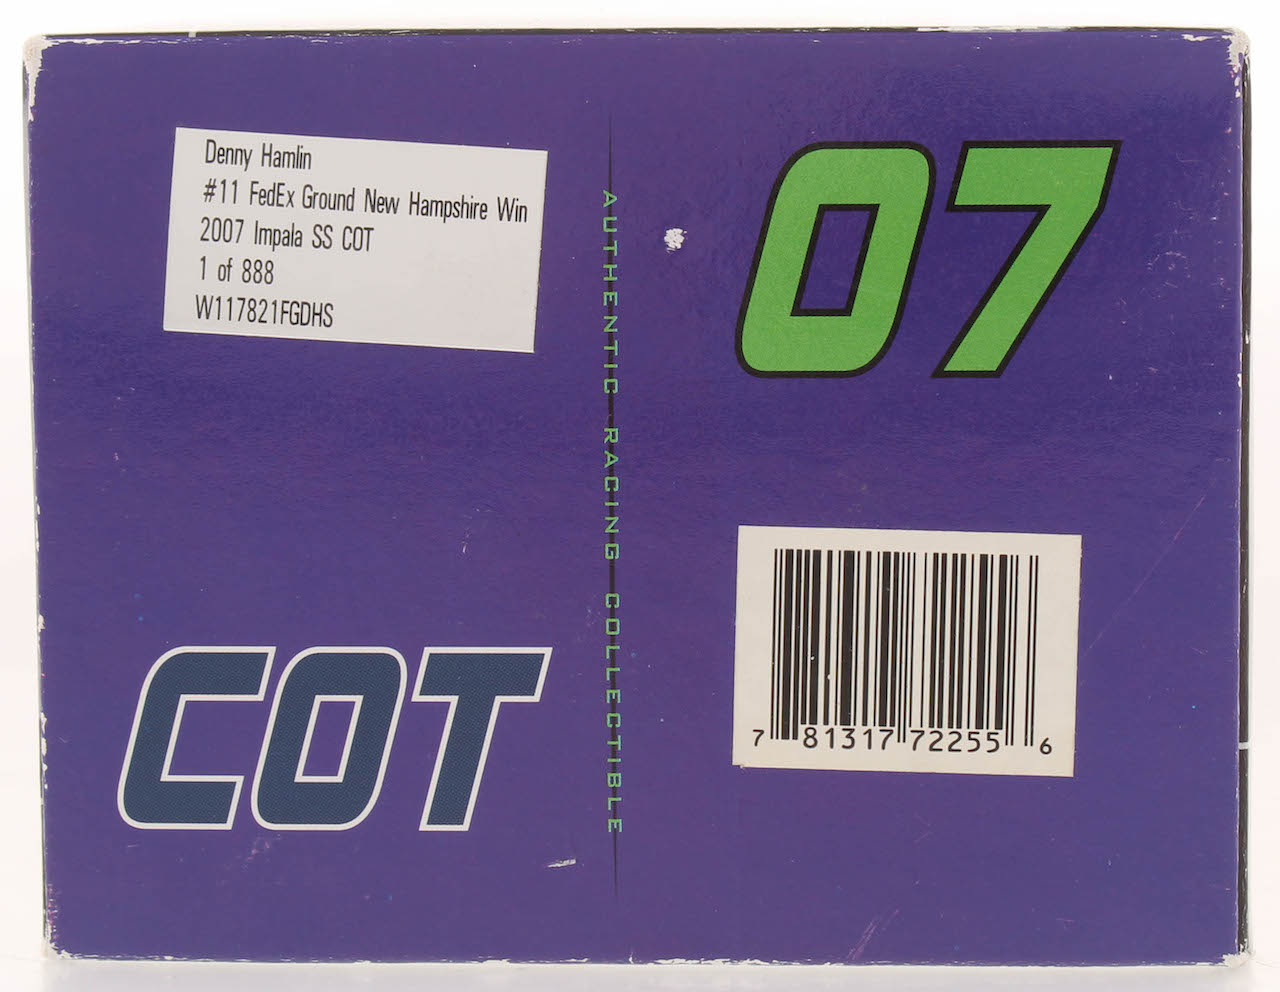 Denny Hamlin
#11 FedEx Ground New Hampshire Win
2007 Impala SS COT
1 of 888
W117821FGDHS
COT
AUTHENTIC RACING COLLECTIBLE
07
7 81317 72255 6